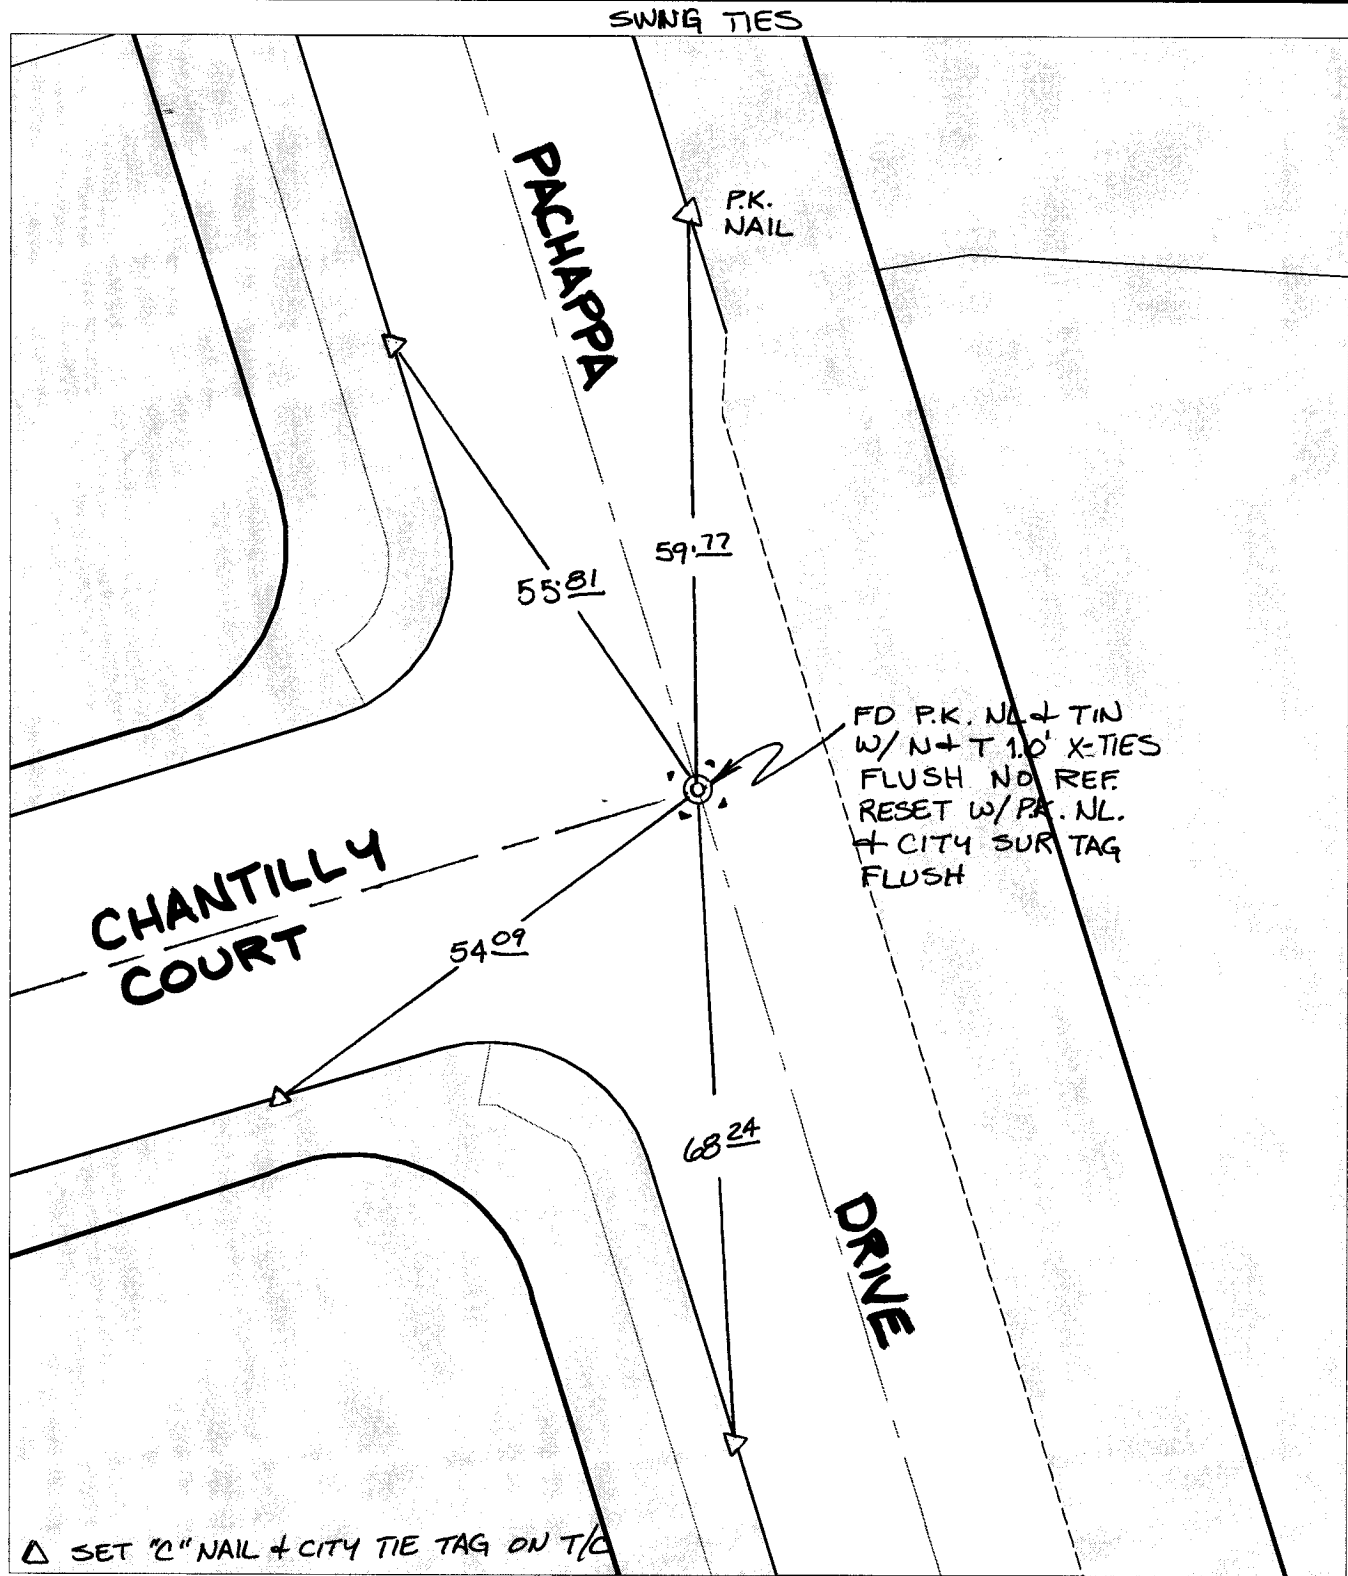 SWNG TIES
PACHAPPA
P.K.
NAIL
59.77
55.81
FD P.K. NL & TIN
W/ N & T 1.0' X-TIES
FLUSH NO REF.
RESET W/ P.K. NL.
& CITY SUR TAG
FLUSH
CHANTILLY
COURT
54 09
68 24
DRIVE
△ SET "C" NAIL & CITY TIE TAG ON T/C